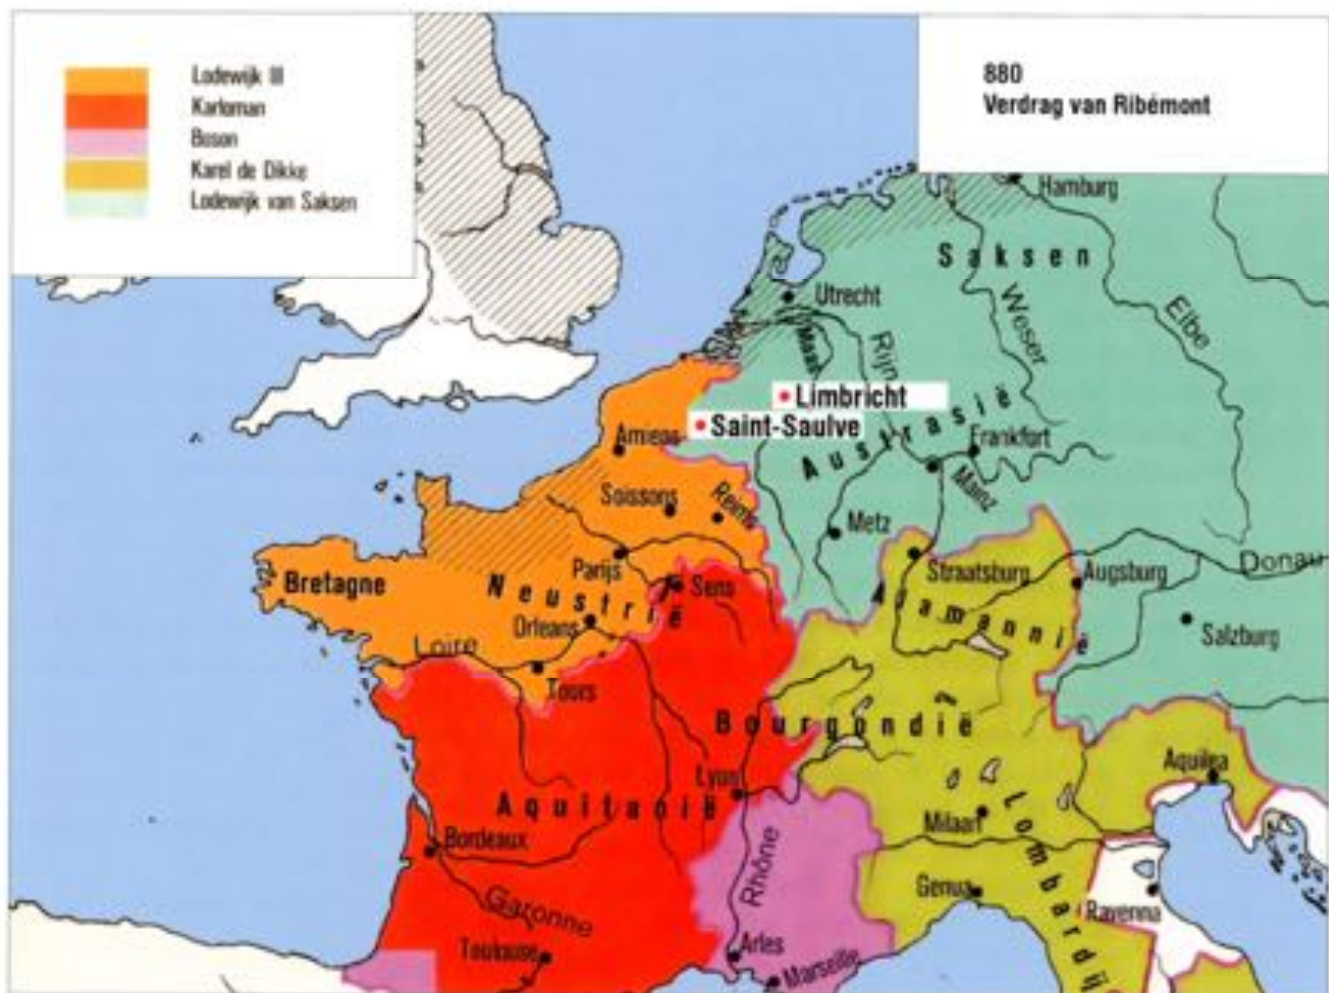 Lodewijk III
Karloman
Boson
Karel de Dikke
Lodewijk van Saksen
880
Verdrag van Ribémont
Hamburg
Saksen
Utrecht
Weser
Elbe
Maas
Rijn
Limbricht
Saint-Saulve
Austrasië
Amiens
Frankfort
Mainz
Soissons
Reims
Metz
Parijs
Straatsburg
Augsburg
Donau
Bretagne
Neustrië
Sens
Alamannië
Orleans
Salzburg
Loire
Tours
Bourgondië
Aquilea
Lyon
Aquitanië
Milaan
Lombardij
Bordeaux
Rhône
Genua
Ravenna
Garonne
Toulouse
Arles
Marseille